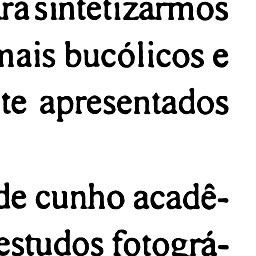 ra sintetizarmos
mais bucólicos e
te apresentados
de cunho acadê-
estudos fotográ-